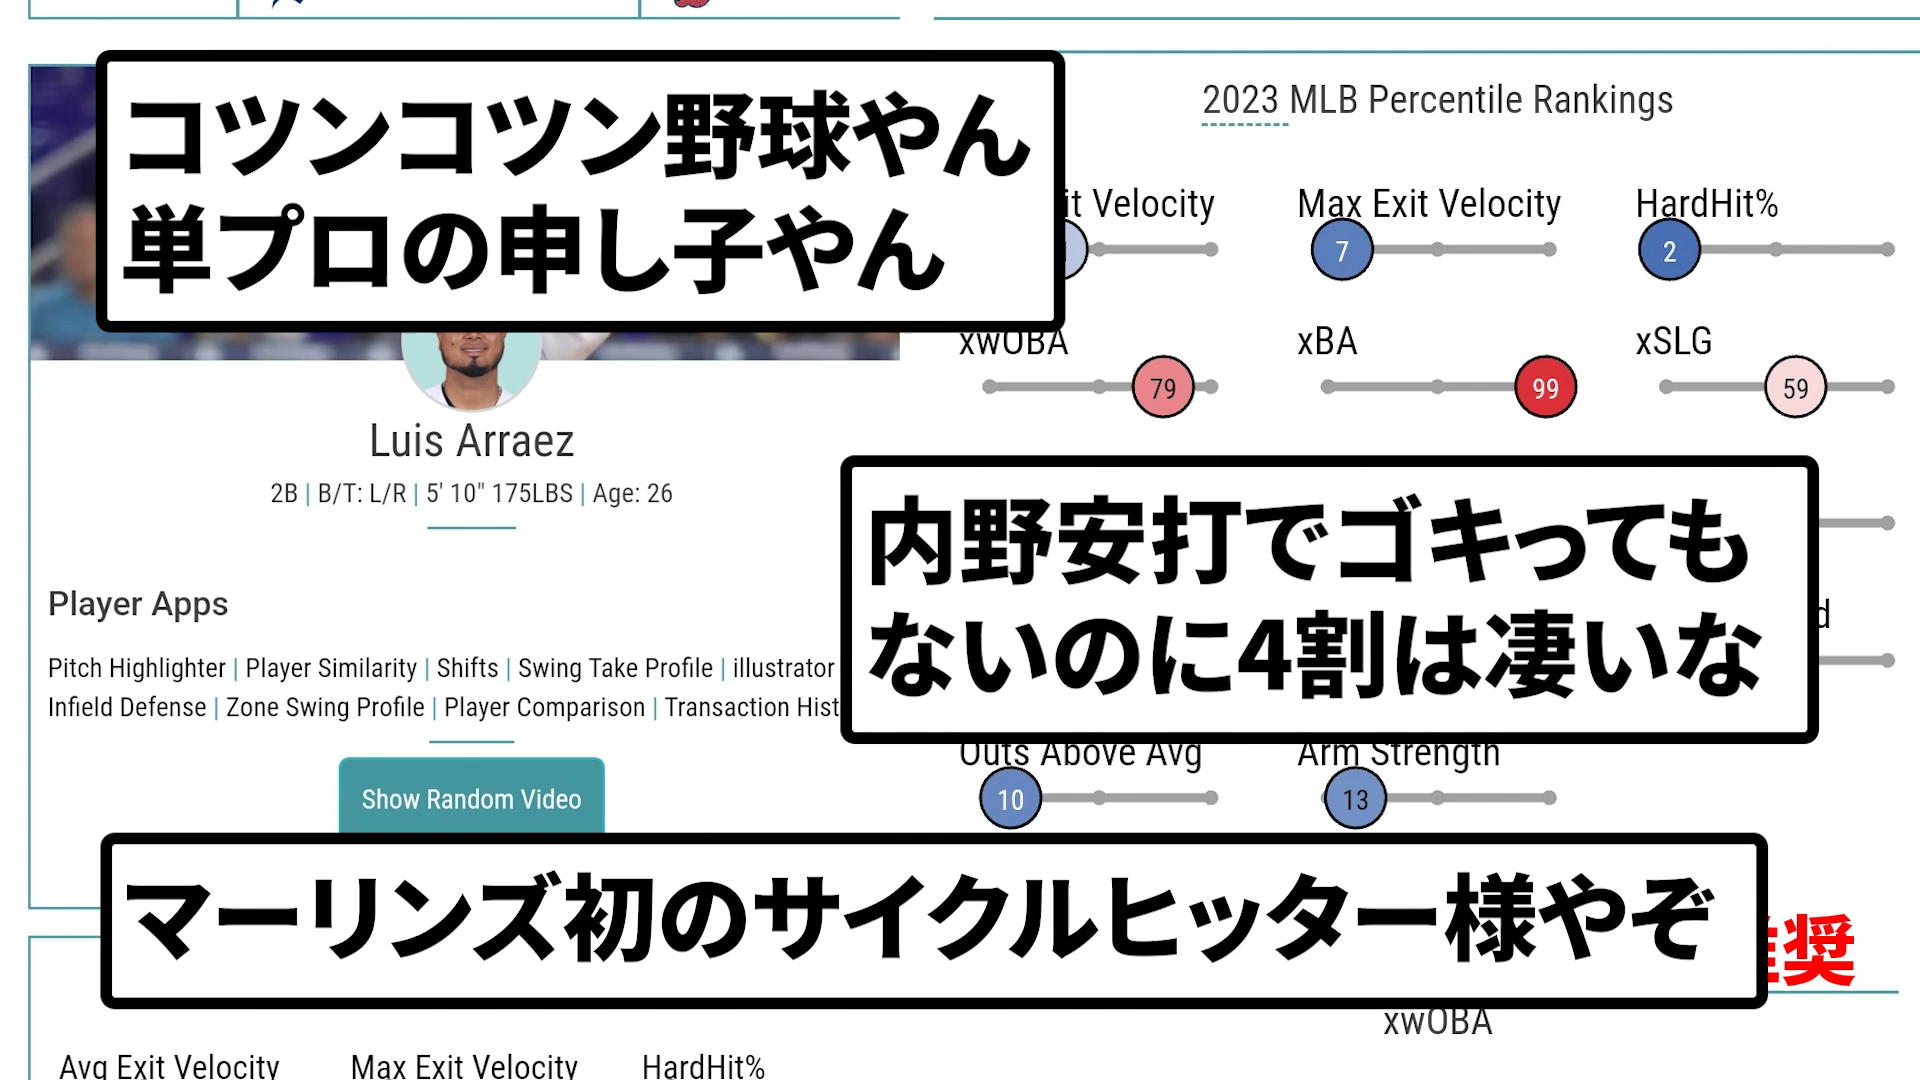 コツンコツン野球やん
単プロの申し子やん
2023 MLB Percentile Rankings
it Velocity
Max Exit Velocity
HardHit%
7
2
xwOBA
xBA
xSLG
79
99
59
Luis Arraez
2B | B/T: L/R | 5' 10" 175LBS | Age: 26
内野安打でゴキっても
ないのに4割は凄いな
Player Apps
Pitch Highlighter | Player Similarity | Shifts | Swing Take Profile | illustrator
Infield Defense | Zone Swing Profile | Player Comparison | Transaction Hist
Show Random Video
Outs Above Avg
Arm Strength
10
13
マーリンズ初のサイクルヒッター様やぞ
奨
xwOBA
Avg Exit Velocity
Max Exit Velocity
HardHit%